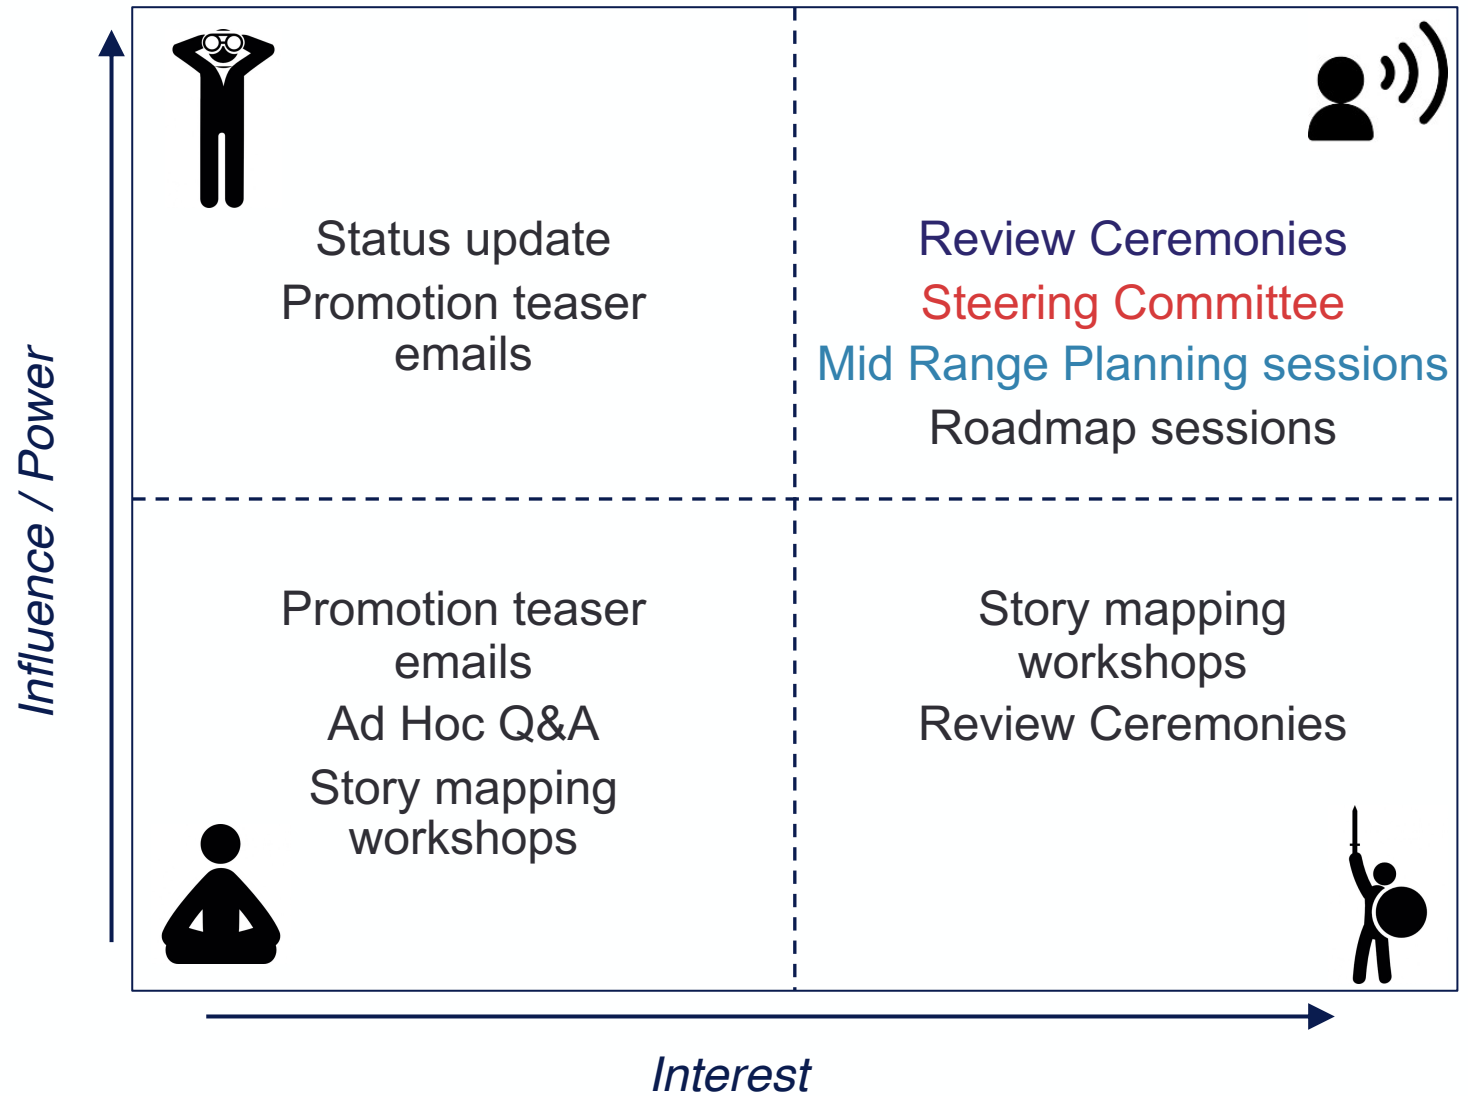 Status update
Promotion teaser
emails
Review Ceremonies
Steering Committee
Mid Range Planning sessions
Roadmap sessions
Influence / Power
Promotion teaser
emails
Ad Hoc Q&A
Story mapping
workshops
Story mapping
workshops
Review Ceremonies
Interest